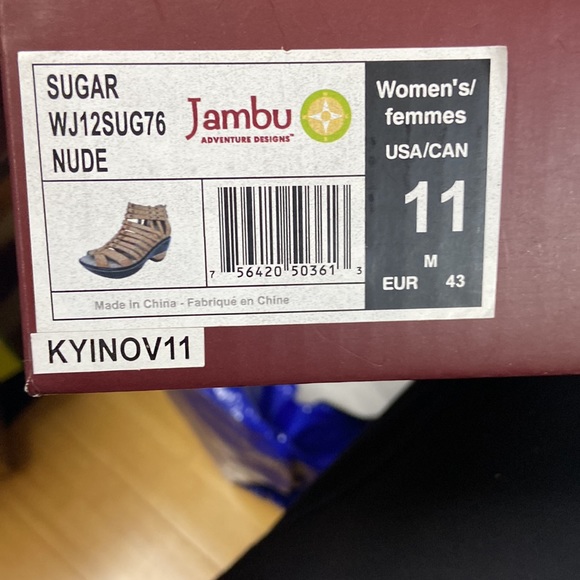 SUGAR
WJ12SUG76
NUDE
Jambu
ADVENTURE DESIGNS™
Women's/
femmes
USA/CAN
11
M
EUR 43
7 56420 50361 3
Made in China - Fabriqué en Chine
KYINOV11